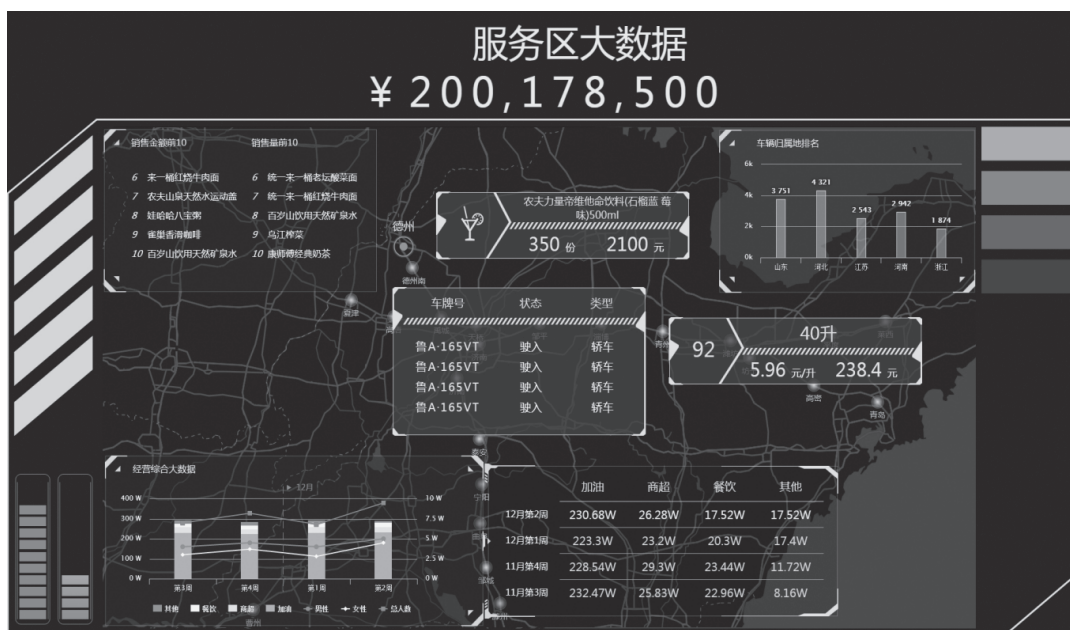 服务区大数据
¥ 200,178,500
销售金额前10 销售量前10
6 来一桶红烧牛肉面 6 统一来一桶老坛酸菜面
7 农夫山泉天然水运动盖 7 统一来一桶红烧牛肉面
8 娃哈哈八宝粥 8 百岁山饮用天然矿泉水
9 雀巢香滑咖啡 9 乌江榨菜
10 百岁山饮用天然矿泉水 10 康师傅经典奶茶
德州
德州南
农夫力量帝维他命饮料(石榴蓝莓
味)500ml
350 份 2100 元
车辆归属地排名
6k
4k
2k
0k
3 751 4 321 2 543 2 942 1 874
山东 河北 江苏 河南 浙江
车牌号 状态 类型
鲁A·165VT 驶入 轿车
鲁A·165VT 驶入 轿车
鲁A·165VT 驶入 轿车
鲁A·165VT 驶入 轿车
92
40升
5.96 元/升 238.4 元
高密
青岛
泰安
宁阳
邹城
经营综合大数据
12月
400 W 10 W
300 W 7.5 W
200 W 5 W
100 W 2.5 W
0 W 0 W
第3周 第4周 第1周 第2周
其他 餐饮 商超 加油 男性 女性 总人数
加油 商超 餐饮 其他
12月第2周 230.68W 26.28W 17.52W 17.52W
12月第1周 223.3W 23.2W 20.3W 17.4W
11月第4周 228.54W 29.3W 23.44W 11.72W
11月第3周 232.47W 25.83W 22.96W 8.16W